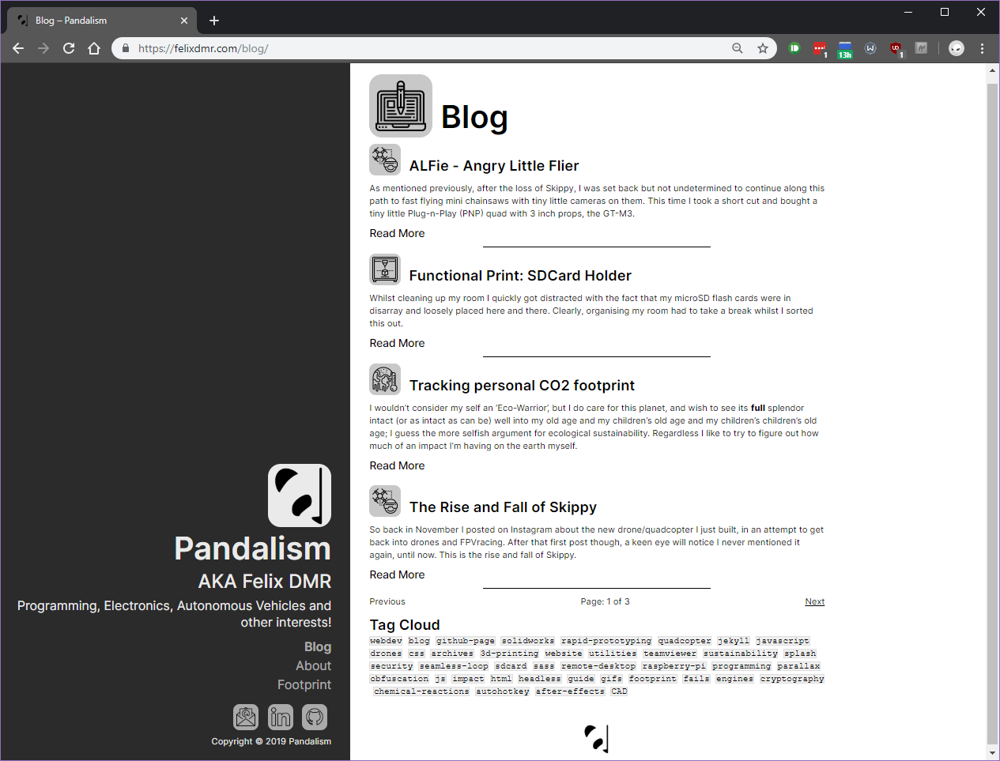 Blog – Pandalism
https://felixdmr.com/blog/
1
13h
1
Blog
ALFie - Angry Little Flier
As mentioned previously, after the loss of Skippy, I was set back but not undetermined to continue along this
path to fast flying mini chainsaws with tiny little cameras on them. This time I took a short cut and bought a
tiny little Plug-n-Play (PNP) quad with 3 inch props, the GT-M3.
Read More
Functional Print: SDCard Holder
Whilst cleaning up my room I quickly got distracted with the fact that my microSD flash cards were in
disarray and loosely placed here and there. Clearly, organising my room had to take a break whilst I sorted
this out.
Read More
Tracking personal CO2 footprint
I wouldn’t consider my self an ‘Eco-Warrior’, but I do care for this planet, and wish to see its full splendor
intact (or as intact as can be) well into my old age and my children’s old age and my children’s children’s old
age; I guess the more selfish argument for ecological sustainability. Regardless I like to try to figure out how
much of an impact I’m having on the earth myself.
Read More
The Rise and Fall of Skippy
So back in November I posted on Instagram about the new drone/quadcopter I just built, in an attempt to get
back into drones and FPVracing. After that first post though, a keen eye will notice I never mentioned it
again, until now. This is the rise and fall of Skippy.
Read More
Previous
Page: 1 of 3
Next
Tag Cloud
webdev blog github-page solidworks rapid-prototyping quadcopter jekyll javascript
drones css archives 3d-printing website utilities teamviewer sustainability splash
security seamless-loop sdcard sass remote-desktop raspberry-pi programming parallax
obfuscation js impact html headless guide gifs footprint fails engines cryptography
chemical-reactions autohotkey after-effects CAD
Pandalism
AKA Felix DMR
Programming, Electronics, Autonomous Vehicles and
other interests!
Blog
About
Footprint
in
Copyright © 2019 Pandalism